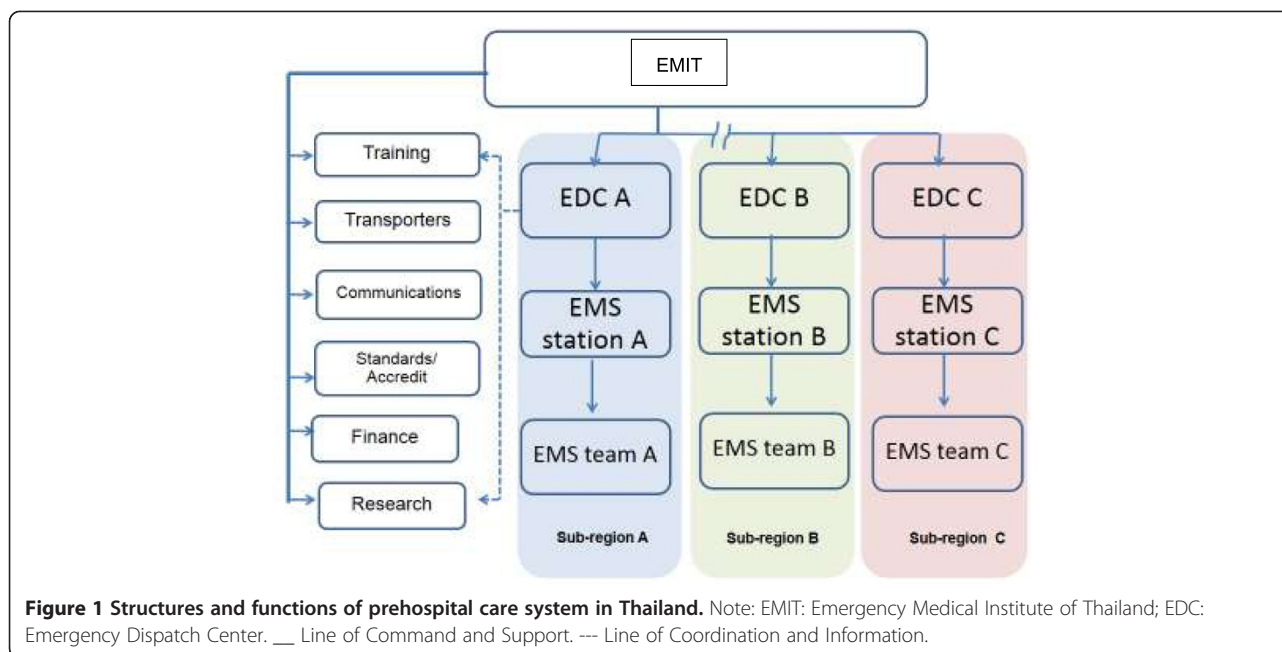 EMIT
Training
Transporters
Communications
Standards/
Accredit
Finance
Research
EDC A
EMS
station A
EMS team A
Sub-region A
EDC B
EMS
station B
EMS team B
Sub-region B
EDC C
EMS
station C
EMS team C
Sub-region C
Figure 1 Structures and functions of prehospital care system in Thailand. Note: EMIT: Emergency Medical Institute of Thailand; EDC:
Emergency Dispatch Center. __ Line of Command and Support. --- Line of Coordination and Information.